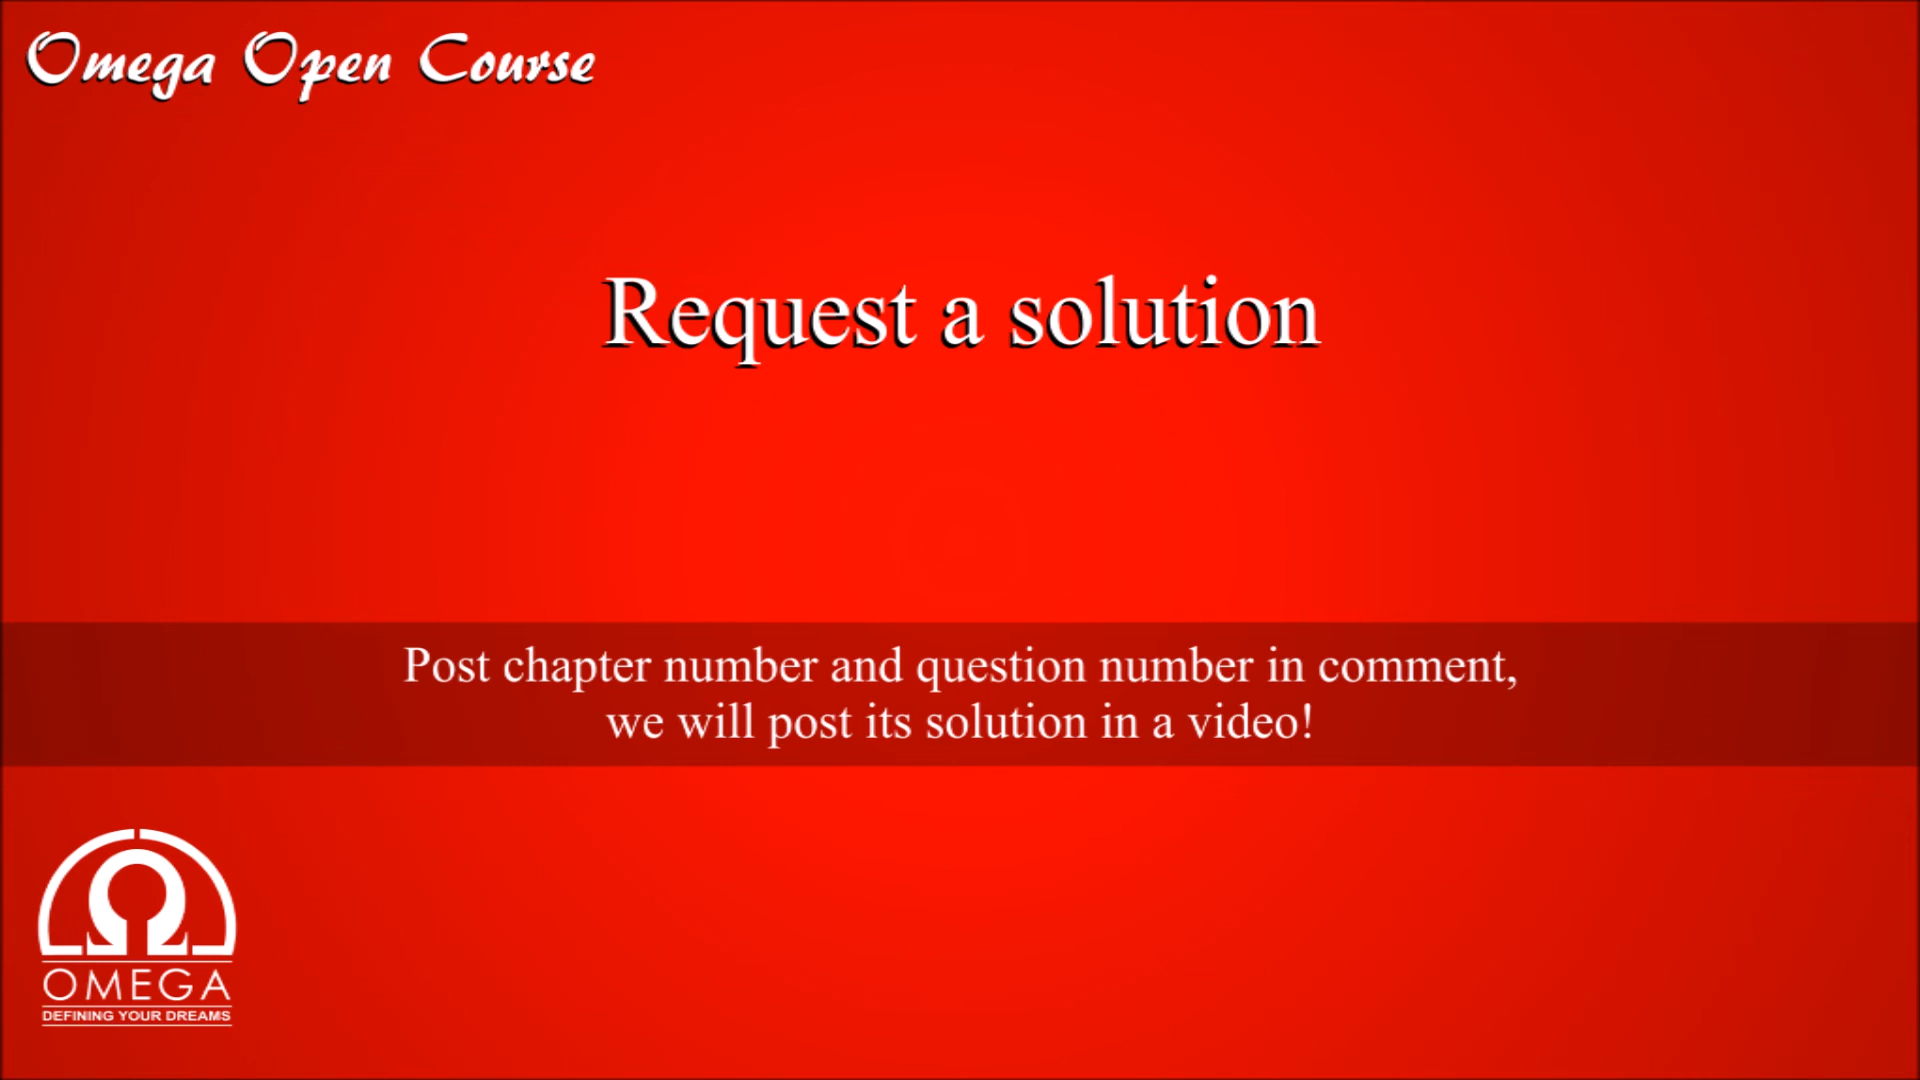 Omega Open Course
Request a solution
Post chapter number and question number in comment,
we will post its solution in a video!
OMEGA
DEFINING YOUR DREAMS